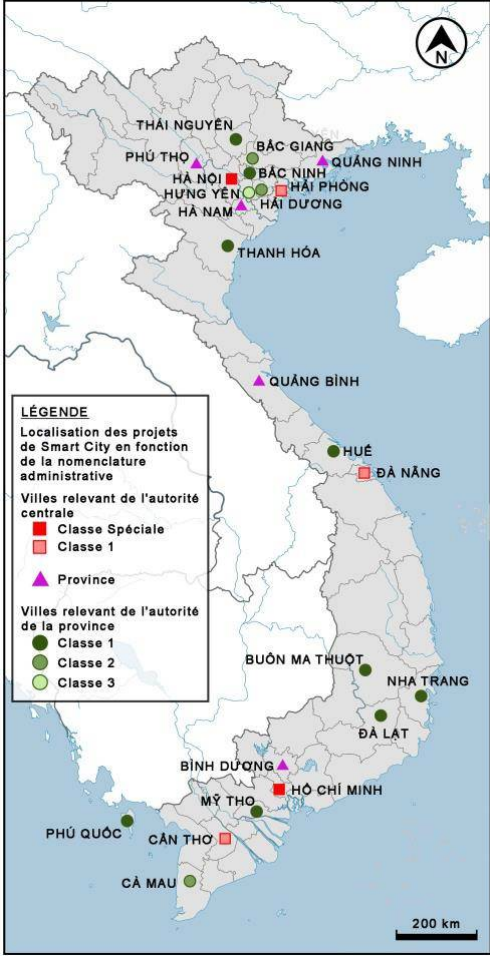 N
THÁI NGUYÊN
BẮC GIANG
PHÚ THỌ
QUẢNG NINH
HÀ NỘI
BẮC NINH
HẢI PHÒNG
HƯNG YÊN
HẢI DƯƠNG
HÀ NAM
THANH HÓA
QUẢNG BÌNH
LÉGENDE
Localisation des projets
de Smart City en fonction
de la nomenclature
administrative
Villes relevant de l'autorité
centrale
Classe Spéciale
Classe 1
Province
Villes relevant de l'autorité
de la province
Classe 1
Classe 2
Classe 3
HUẾ
ĐÀ NẴNG
BUÔN MA THUỘT
NHA TRANG
ĐÀ LẠT
BÌNH DƯƠNG
HỒ CHÍ MINH
MỸ THO
PHÚ QUỐC
CẦN THƠ
CÀ MAU
200 km